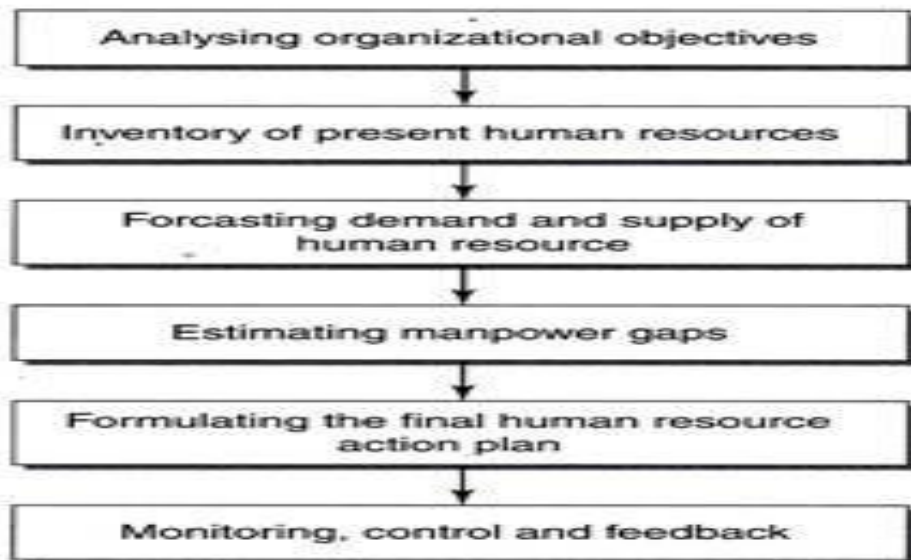 Analysing organizational objectives
Inventory of present human resources
Forcasting demand and supply of
human resource
Estimating manpower gaps
Formulating the final human resource
action plan
Monitoring, control and feedback